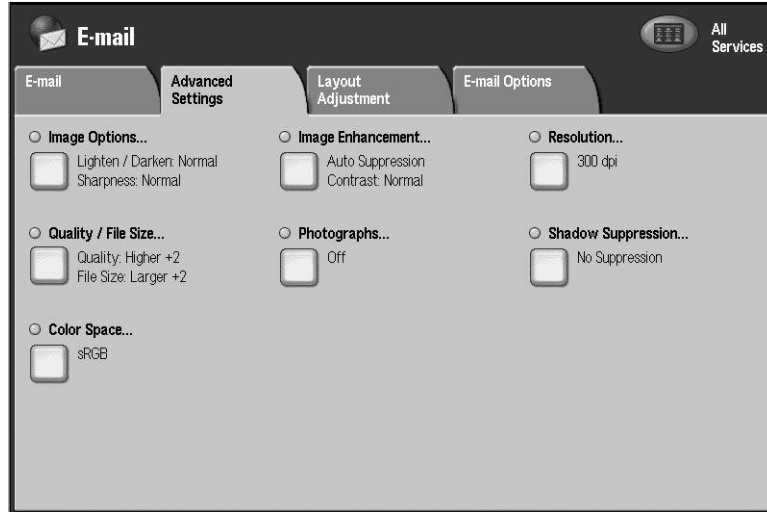 E-mail
All
Services
E-mail
Advanced
Settings
Layout
Adjustment
E-mail Options
Image Options...
Lighten / Darken: Normal
Sharpness: Normal
Image Enhancement...
Auto Suppression
Contrast: Normal
Resolution...
300 dpi
Quality / File Size...
Quality: Higher +2
File Size: Larger +2
Photographs...
Off
Shadow Suppression...
No Suppression
Color Space...
sRGB